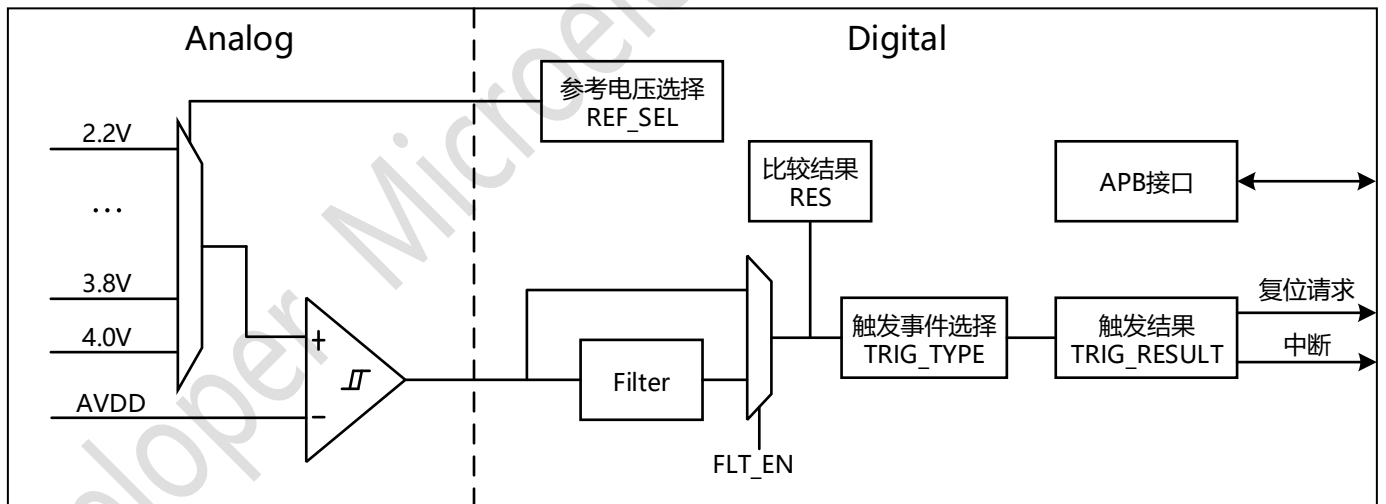 Analog
Digital
参考电压选择
REF_SEL
2.2V
...
3.8V
4.0V
AVDD
+
−
比较结果
RES
APB接口
Filter
FLT_EN
触发事件选择
TRIG_TYPE
触发结果
TRIG_RESULT
复位请求
中断